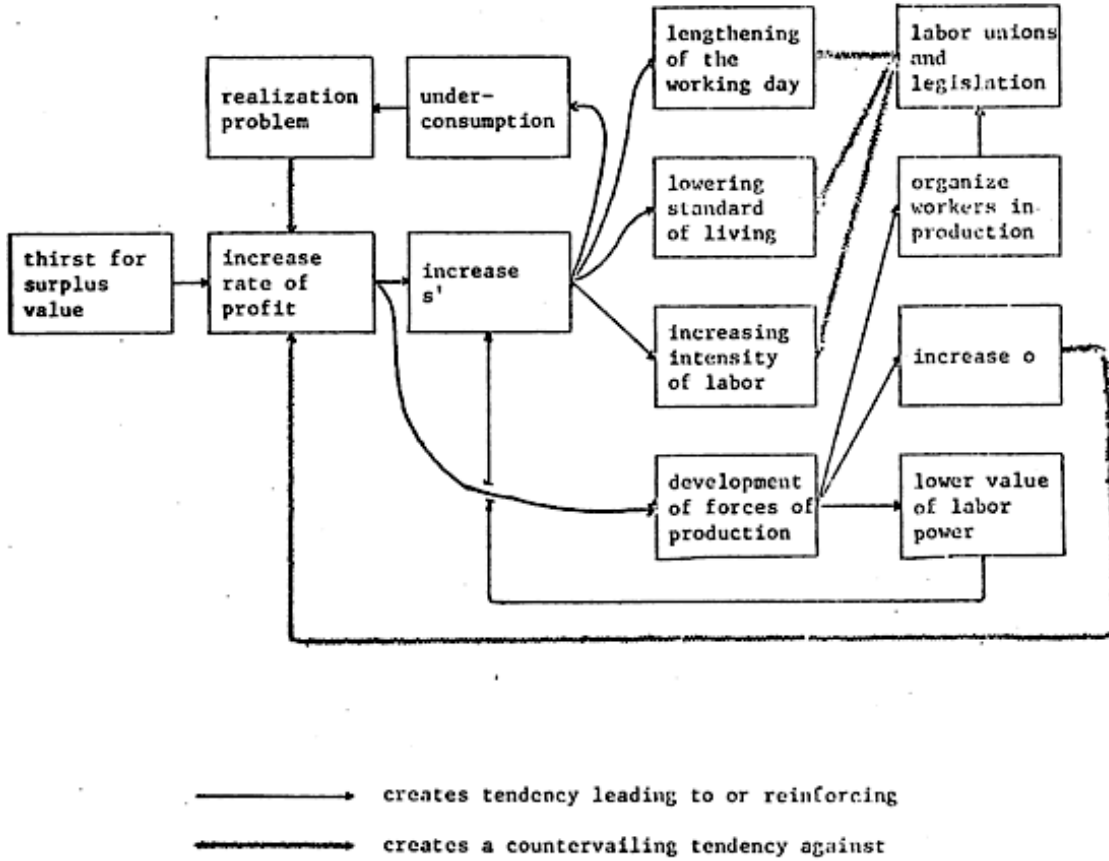 lengthening
of the
working day
labor unions
and
legislation
realization
problem
under-
consumption
lowering
standard
of living
organize
workers in
production
thirst for
surplus
value
increase
rate of
profit
increase
s'
increasing
intensity
of labor
increase o
development
of forces of
production
lower value
of labor
power
creates tendency leading to or reinforcing
creates a countervailing tendency against